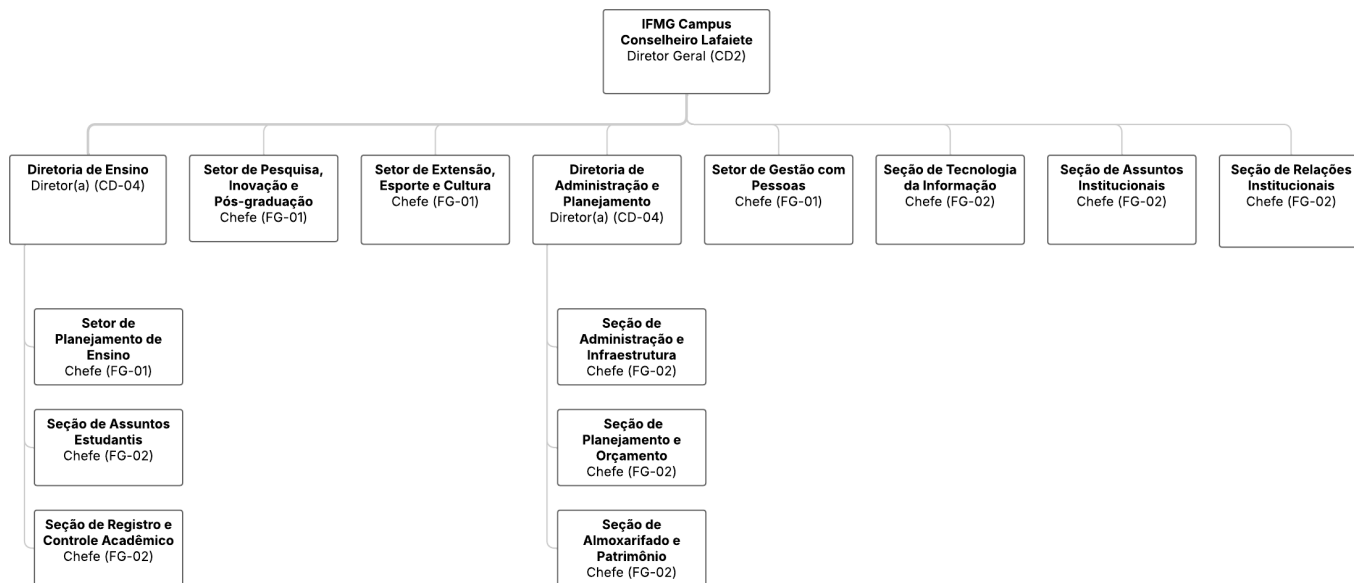 IFMG Campus
Conselheiro Lafaiete
Diretor Geral (CD2)
Diretoria de Ensino
Diretor(a) (CD-04)
Setor de Pesquisa,
Inovação e
Pós-graduação
Chefe (FG-01)
Setor de Extensão,
Esporte e Cultura
Chefe (FG-01)
Diretoria de
Administração e
Planejamento
Diretor(a) (CD-04)
Setor de Gestão com
Pessoas
Chefe (FG-01)
Seção de Tecnologia
da Informação
Chefe (FG-02)
Seção de Assuntos
Institucionais
Chefe (FG-02)
Seção de Relações
Institucionais
Chefe (FG-02)
Setor de
Planejamento de
Ensino
Chefe (FG-01)
Seção de Assuntos
Estudantis
Chefe (FG-02)
Seção de Registro e
Controle Acadêmico
Chefe (FG-02)
Seção de
Administração e
Infraestrutura
Chefe (FG-02)
Seção de
Planejamento e
Orçamento
Chefe (FG-02)
Seção de
Almoxarifado e
Patrimônio
Chefe (FG-02)